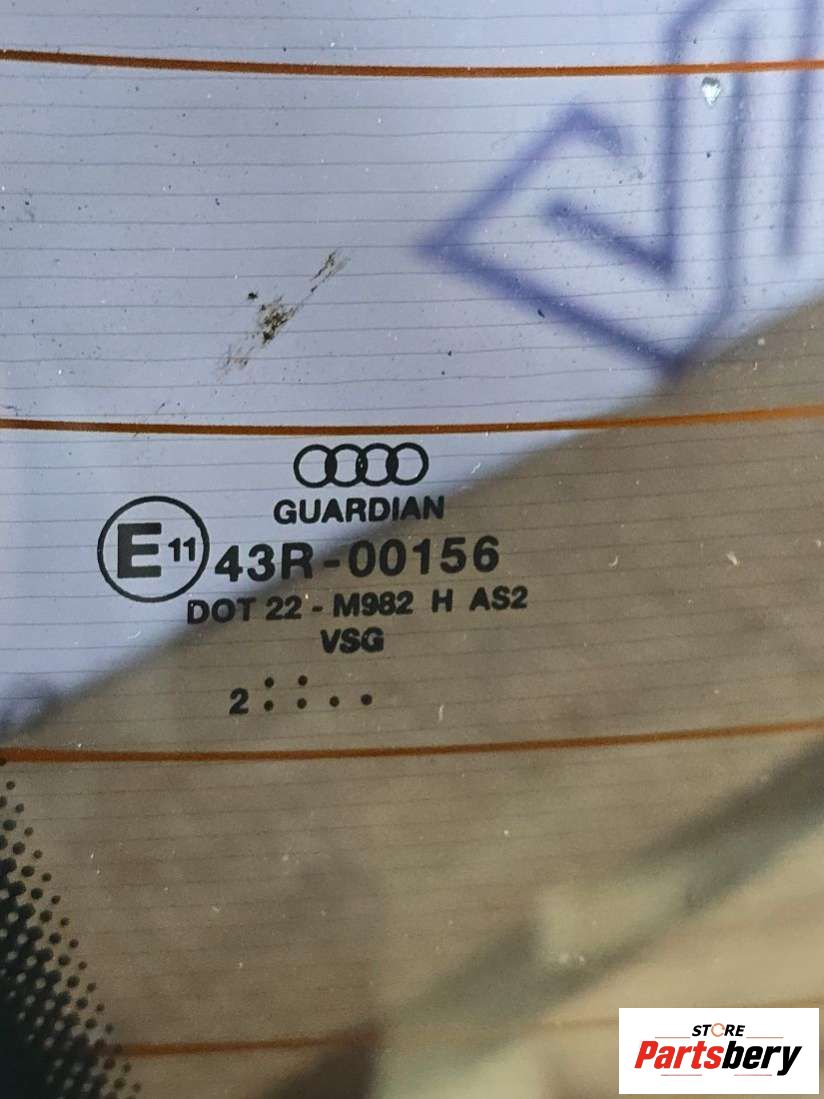 GUARDIAN
E 11 43R-00156
DOT 22 - M982 H AS2
VSG
2 : : . .
STORE
Partsbery